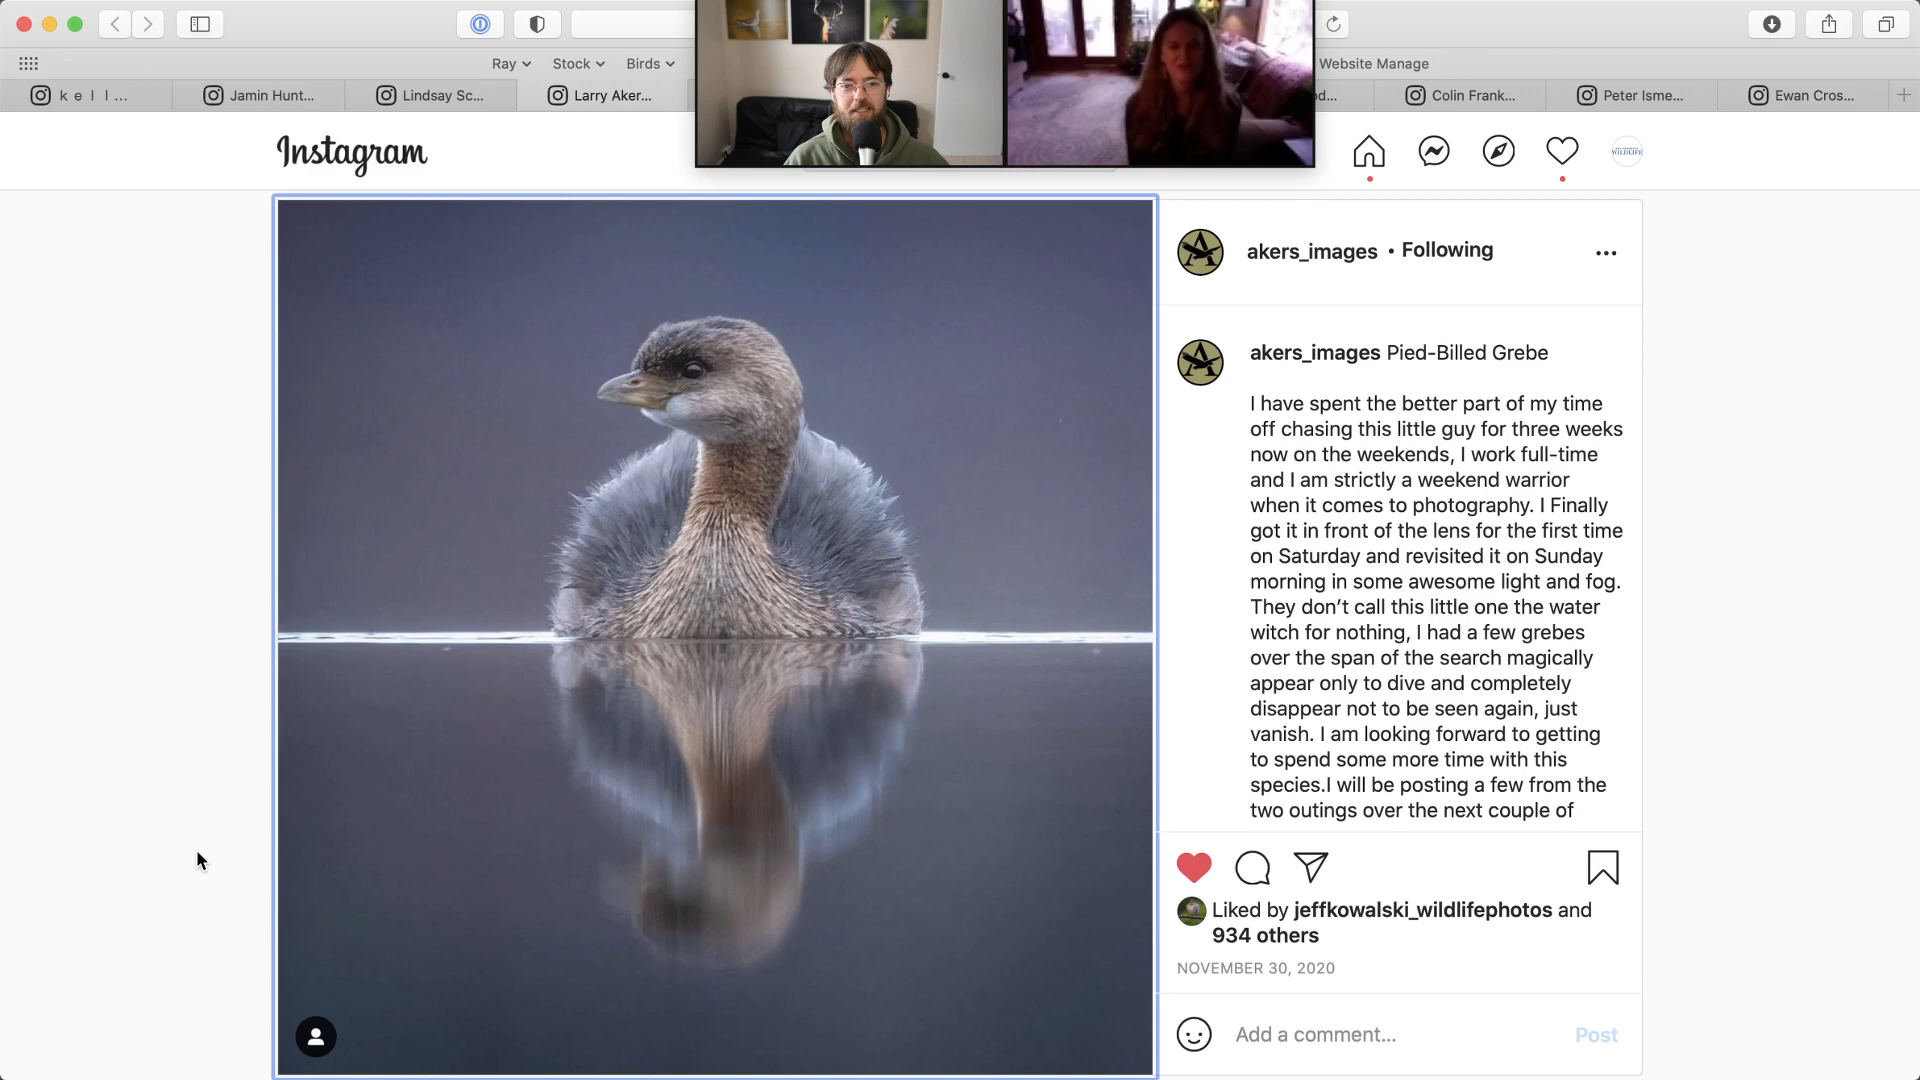 Ray
Stock
Birds
Website Manage
k e l l ...
Jamin Hunt...
Lindsay Sc...
Larry Aker...
Colin Frank...
Peter Isme...
Ewan Cros...
Instagram
WILDLIFE
akers_images • Following
akers_images Pied-Billed Grebe
I have spent the better part of my time
off chasing this little guy for three weeks
now on the weekends, I work full-time
and I am strictly a weekend warrior
when it comes to photography. I Finally
got it in front of the lens for the first time
on Saturday and revisited it on Sunday
morning in some awesome light and fog.
They don’t call this little one the water
witch for nothing, I had a few grebes
over the span of the search magically
appear only to dive and completely
disappear not to be seen again, just
vanish. I am looking forward to getting
to spend some more time with this
species.I will be posting a few from the
two outings over the next couple of
Liked by jeffkowalski_wildlifephotos and
934 others
NOVEMBER 30, 2020
Add a comment...
Post